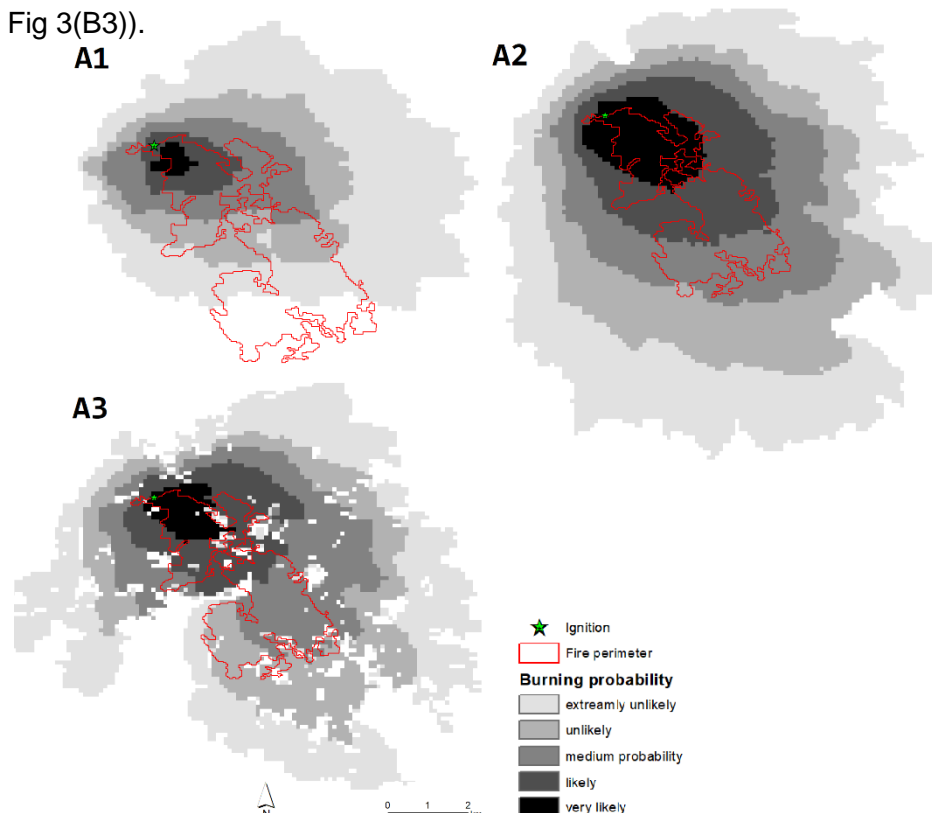 Fig 3(B3)).
A1
A2
A3
Ignition
Fire perimeter
Burning probability
extreamly unlikely
unlikely
medium probability
likely
very likely
N
0 1 2